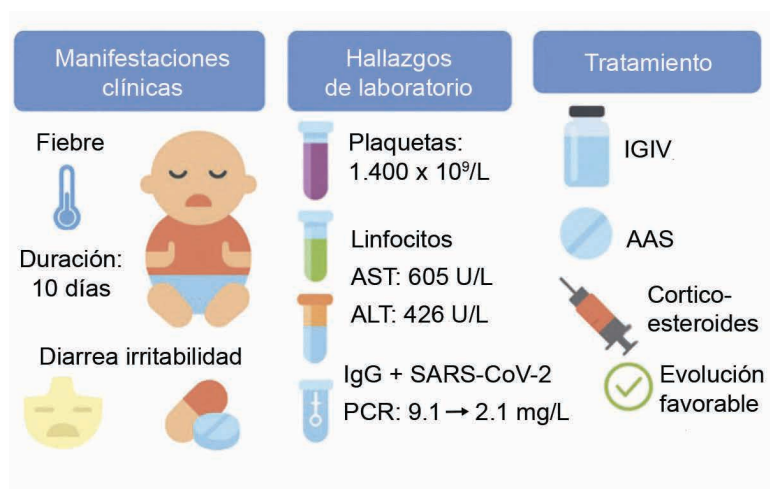 Manifestaciones
clínicas
Fiebre
Duración:
10 días
Diarrea irritabilidad
Hallazgos
de laboratorio
Plaquetas:
1.400 x 10⁹/L
Linfocitos
AST: 605 U/L
ALT: 426 U/L
IgG + SARS-CoV-2
PCR: 9.1 → 2.1 mg/L
Tratamiento
IGIV
AAS
Cortico-
esteroides
Evolución
favorable